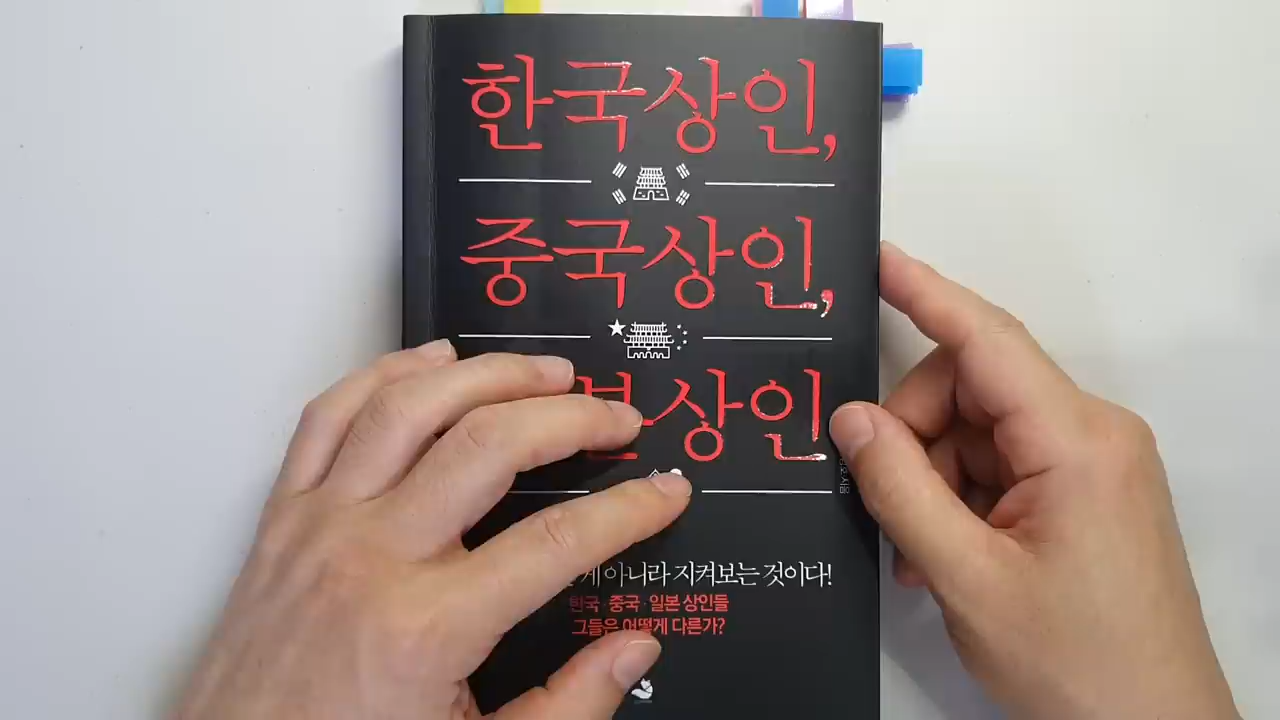 한국상인,
중국상인,
상인
게 아니라 지켜보는 것이다!
한국·중국·일본 상인들
그들은 어떻게 다른가?